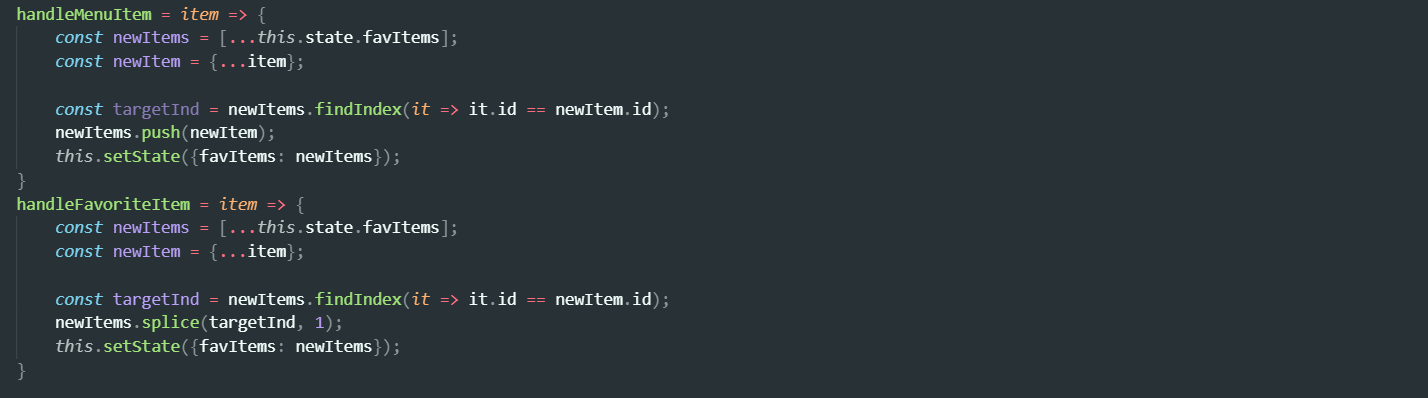 handleMenuItem = item => {
    const newItems = [...this.state.favItems];
    const newItem = {...item};

    const targetInd = newItems.findIndex(it => it.id == newItem.id);
    newItems.push(newItem);
    this.setState({favItems: newItems});
}
handleFavoriteItem = item => {
    const newItems = [...this.state.favItems];
    const newItem = {...item};

    const targetInd = newItems.findIndex(it => it.id == newItem.id);
    newItems.splice(targetInd, 1);
    this.setState({favItems: newItems});
}